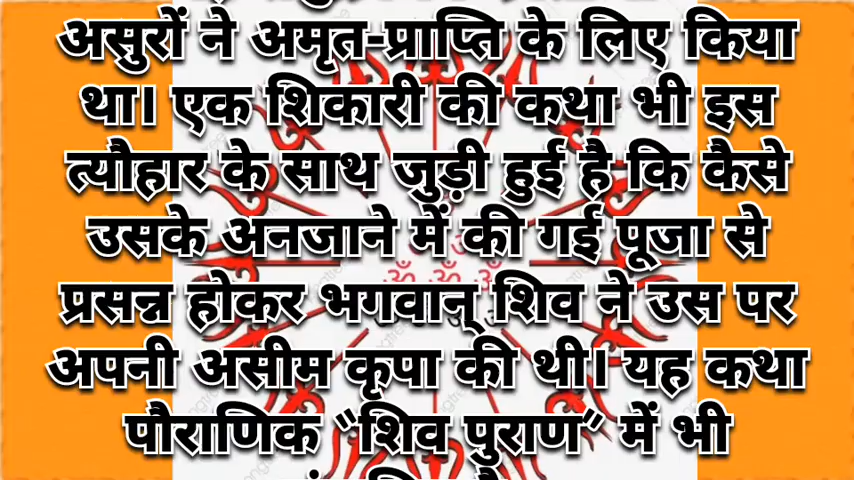 असुरों ने अमृत-प्राप्ति के लिए किया
था। एक शिकारी की कथा भी इस
त्यौहार के साथ जुड़ी हुई है कि कैसे
उसके अनजाने में की गई पूजा से
प्रसन्न होकर भगवान् शिव ने उस पर
अपनी असीम कृपा की थी। यह कथा
पौराणिक “शिव पुराण” में भी